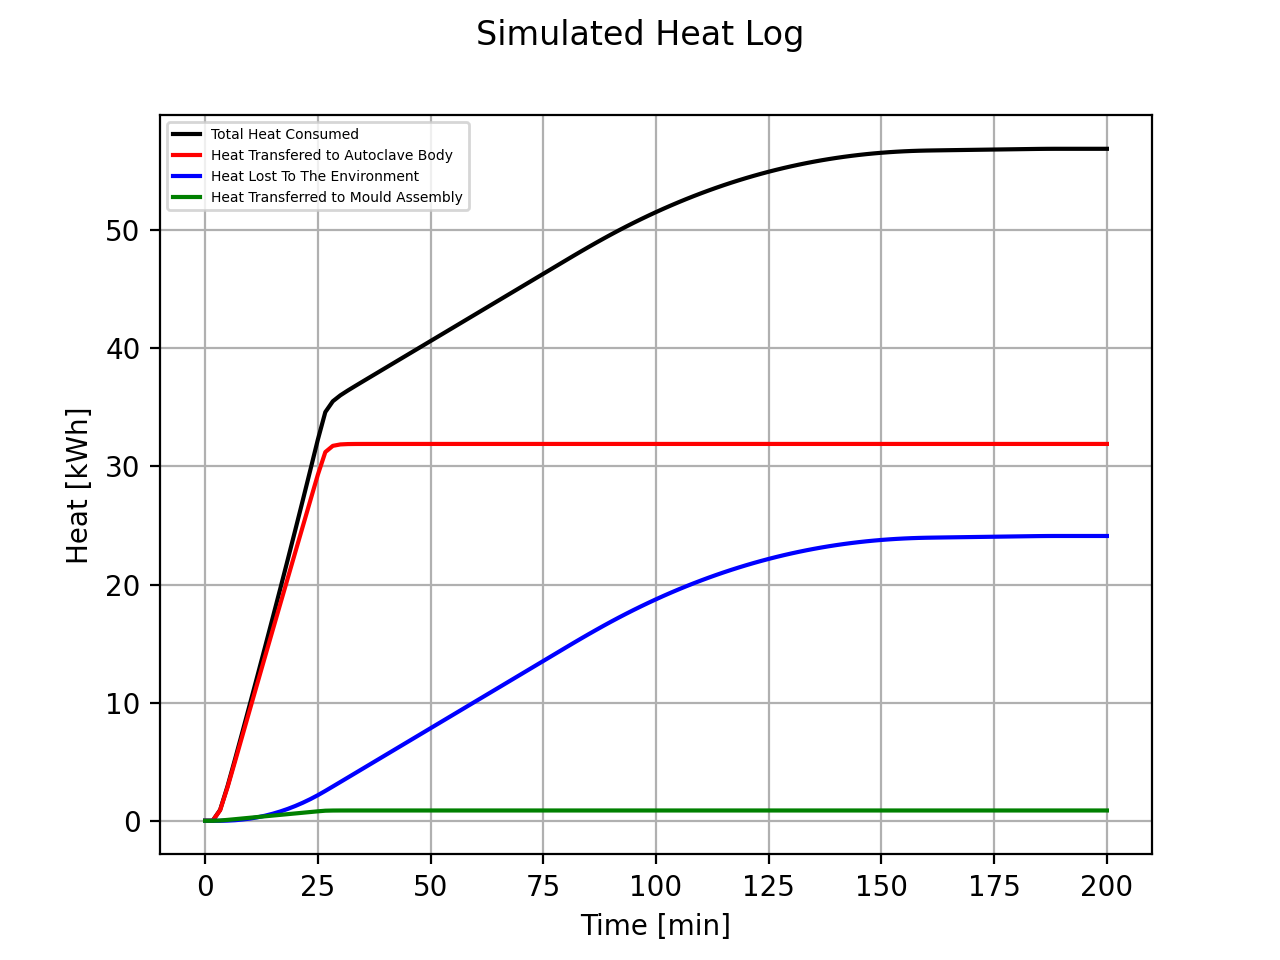 Simulated Heat Log
Total Heat Consumed
Heat Transfered to Autoclave Body
Heat Lost To The Environment
Heat Transferred to Mould Assembly
50
40
30
20
10
0
Heat [kWh]
0 25 50 75 100 125 150 175 200
Time [min]